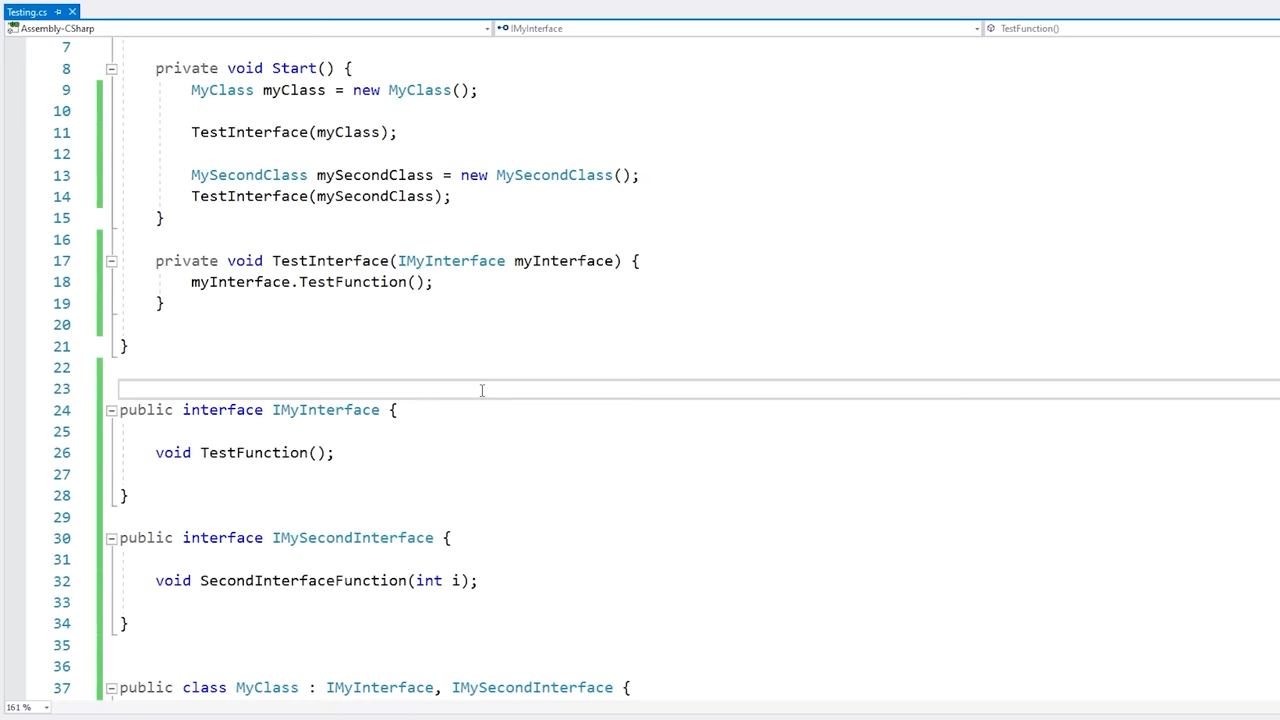 Testing.cs
Assembly-CSharp IMyInterface TestFunction()
7
8 private void Start() {
9 MyClass myClass = new MyClass();
10
11 TestInterface(myClass);
12
13 MySecondClass mySecondClass = new MySecondClass();
14 TestInterface(mySecondClass);
15 }
16
17 private void TestInterface(IMyInterface myInterface) {
18 myInterface.TestFunction();
19 }
20
21 }
22
23
24 public interface IMyInterface {
25
26 void TestFunction();
27
28 }
29
30 public interface IMySecondInterface {
31
32 void SecondInterfaceFunction(int i);
33
34 }
35
36
37 public class MyClass : IMyInterface, IMySecondInterface {
161 %